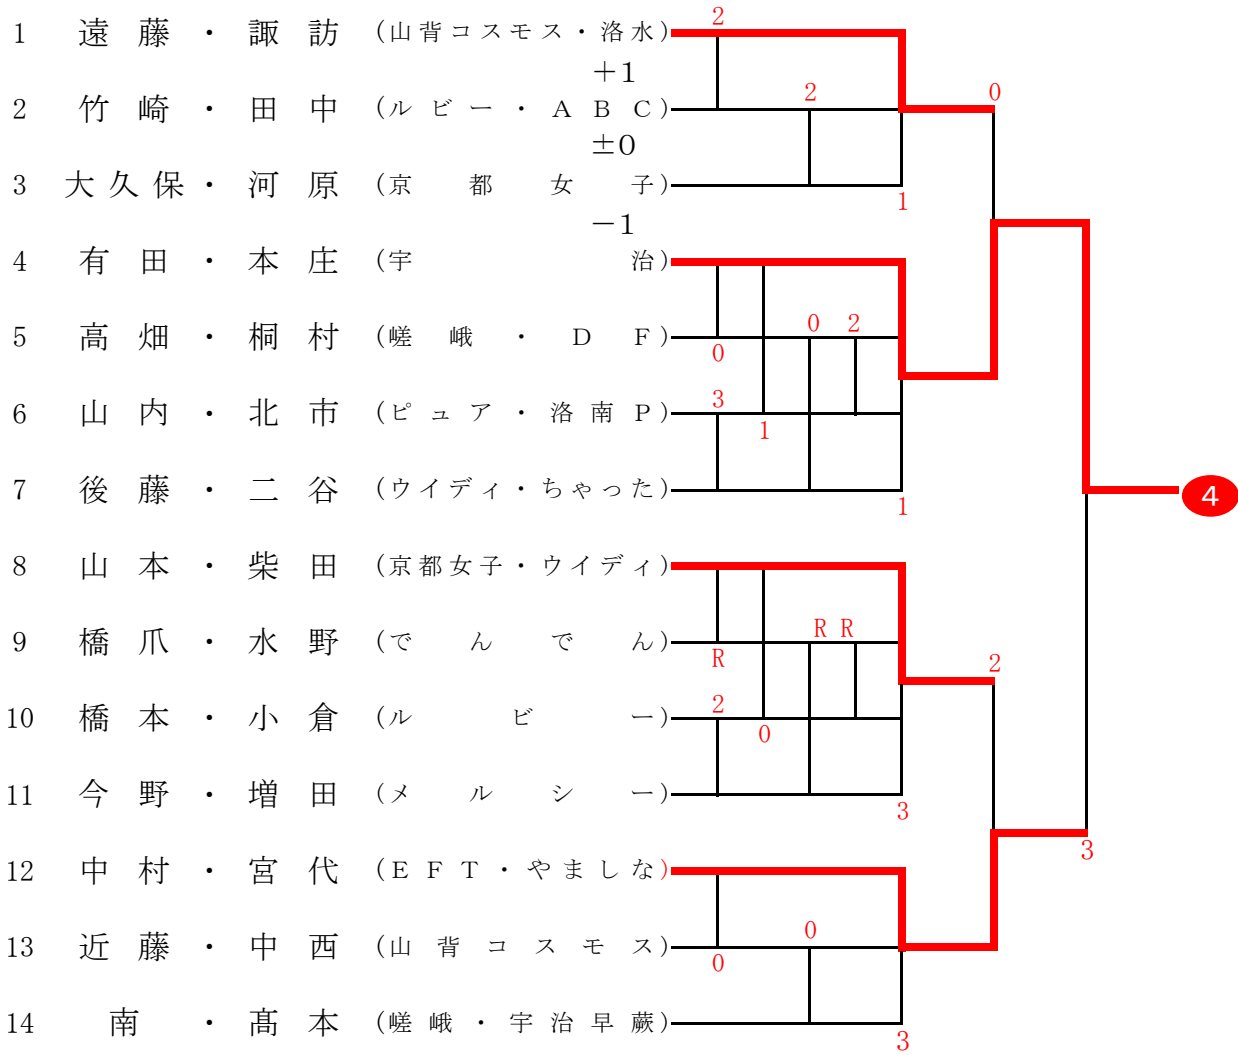 1 遠藤・諏訪 (山背コスモス・洛水) 2
+1
2 竹崎・田中 (ルビー・ABC) 2 0
±0
3 大久保・河原 (京都女子) 1
-1
4 有田・本庄 (宇治)
5 高畑・桐村 (嵯峨・DF) 0 0 2
6 山内・北市 (ピュア・洛南P) 3 1
7 後藤・二谷 (ウイディ・ちゃった) 1 4
8 山本・柴田 (京都女子・ウイディ)
9 橋爪・水野 (でんでん) R R R
2
10 橋本・小倉 (ルビー) 2 0
11 今野・増田 (メルシー) 3
12 中村・宮代 (EFT・やましな) 3
13 近藤・中西 (山背コスモス) 0 0
14 南・髙本 (嵯峨・宇治早蕨) 3